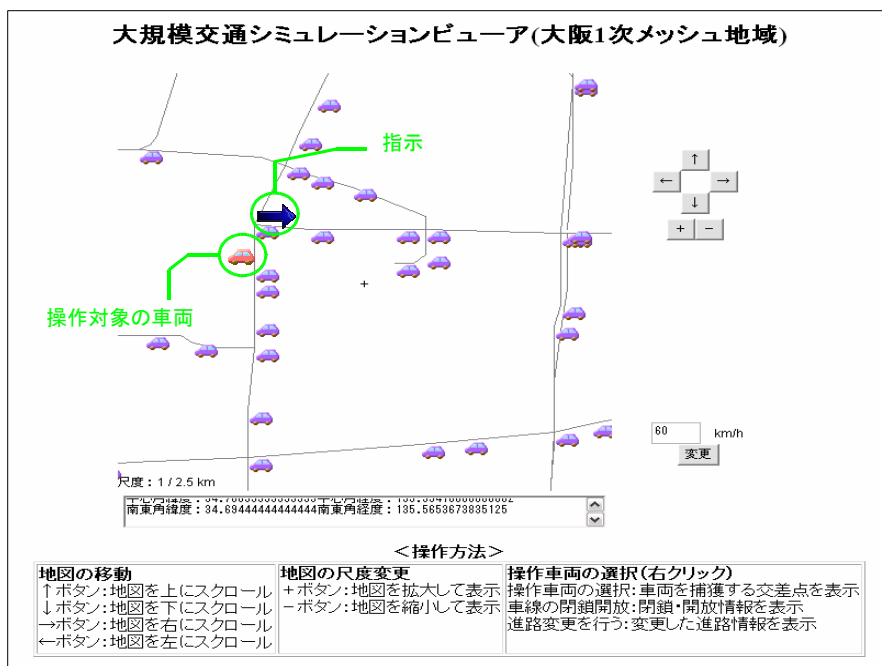 大規模交通シミュレーションビューア(大阪1次メッシュ地域)
指示
操作対象の車両
↑
← →
↓
+ −
60 km/h
変更
尺度：1 / 2.5 km
南東角緯度：34.69444444444444南東角経度：135.5653673835125
＜操作方法＞
地図の移動
↑ボタン：地図を上にスクロール
↓ボタン：地図を下にスクロール
→ボタン：地図を右にスクロール
←ボタン：地図を左にスクロール
地図の尺度変更
+ボタン：地図を拡大して表示
−ボタン：地図を縮小して表示
操作車両の選択(右クリック)
操作車両の選択：車両を捕獲する交差点を表示
車線の閉鎖開放：閉鎖・開放情報を表示
進路変更を行う：変更した進路情報を表示